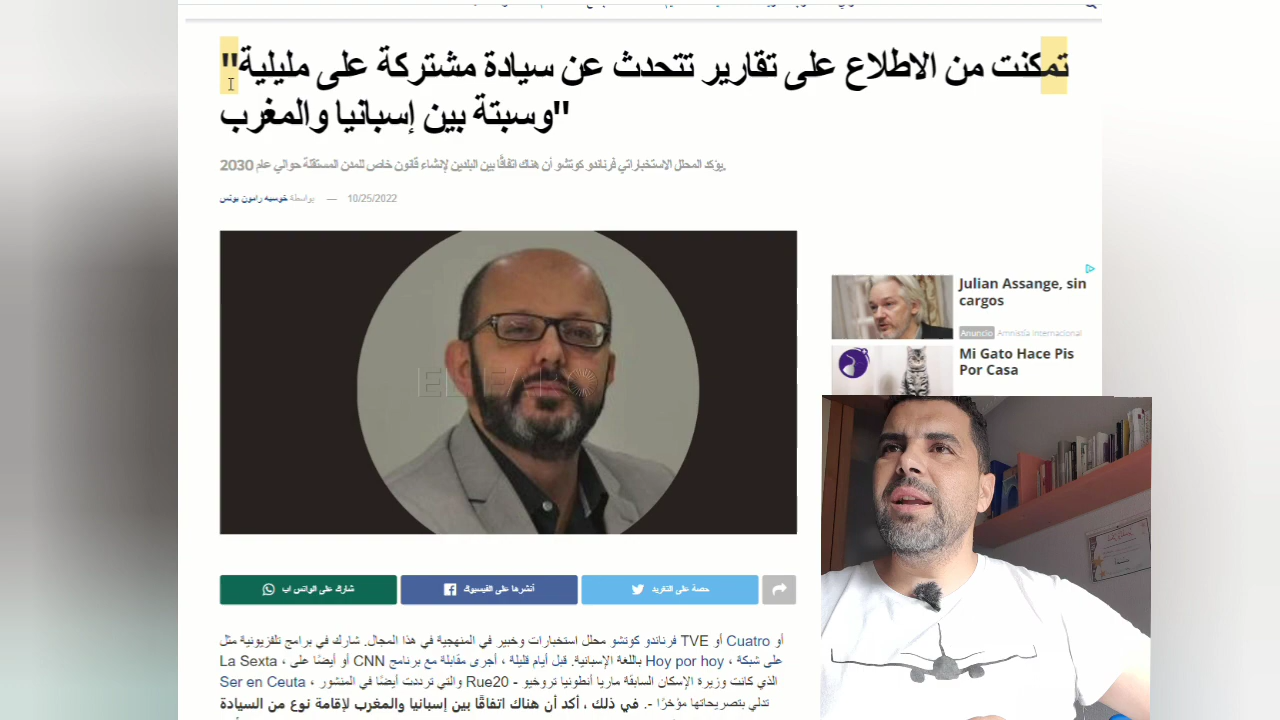 تمكنت من الاطلاع على تقارير تتحدث عن سيادة مشتركة على مليلية"
وسبتة بين إسبانيا والمغرب"
يؤكد المحلل الاستخباراتي فرناندو كوتشو أن هناك اتفاقًا بين البلدين لإنشاء قانون خاص للمدن المستقلة حوالي عام 2030.
بواسطة خوسيه رامون بونس — 10/25/2022
Julian Assange, sin
cargos
Anuncio Amnistía Internacional
Mi Gato Hace Pis
Por Casa
شارك على الواتس اب
أنشرها على الفيسبوك
حصة على التغريد
فرناندو كوتشو محلل استخبارات وخبير في المنهجية في هذا المجال. شارك في برامج تلفزيونية مثل TVE أو Cuatro أو
La Sexta ، على شبكة ، Hoy por hoy باللغة الإسبانية. قبل أيام قليلة ، أجرى مقابلة مع برنامج CNN أو أيضًا على
Ser en Ceuta ، الذي كانت وزيرة الإسكان السابقة ماريا أنطونيا تروخيو - Rue20 والتي ترددت أيضًا في المنشور
تدلي بتصريحاتها مؤخرًا -. في ذلك ، أكد أن هناك اتفاقًا بين إسبانيا والمغرب لإقامة نوع من السيادة